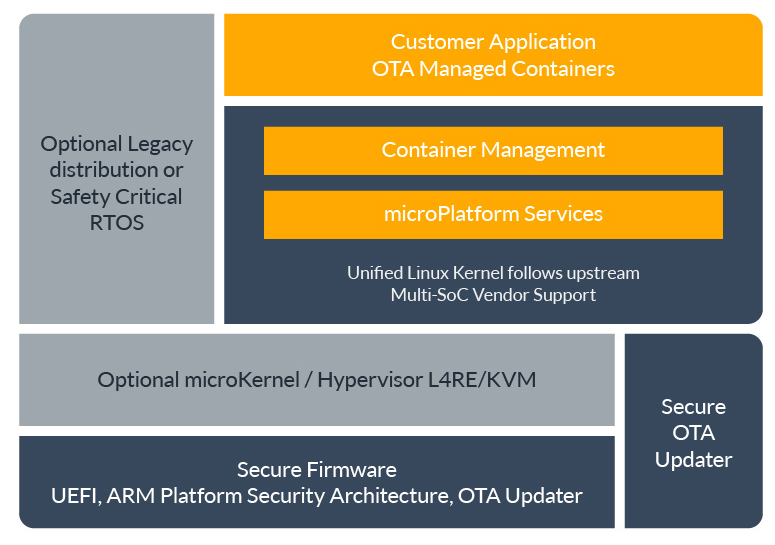 Customer Application
OTA Managed Containers
Optional Legacy
distribution or
Safety Critical
RTOS
Container Management
microPlatform Services
Unified Linux Kernel follows upstream
Multi-SoC Vendor Support
Optional microKernel / Hypervisor L4RE/KVM
Secure
OTA
Updater
Secure Firmware
UEFI, ARM Platform Security Architecture, OTA Updater